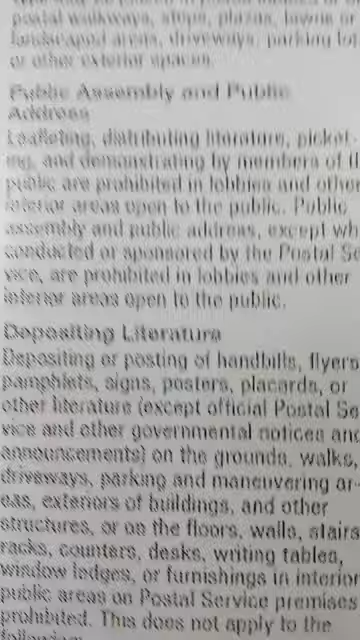 postal walkways, steps, plazas, lawns or
landscaped areas, driveways, parking lot
or other exterior spaces.
Public Assembly and Public
Address
Leafleting, distributing literature, picket-
ing, and demonstrating by members of t
public are prohibited in lobbies and othe
interior areas open to the public. Public
assembly and public address, except wh
conducted or sponsored by the Postal Se
vice, are prohibited in lobbies and other
interior areas open to the public.
Depositing Literature
Depositing or posting of handbills, flyers
pamphlets, signs, posters, placards, or
other literature (except official Postal Se
vice and other governmental notices and
announcements) on the grounds, walks,
driveways, parking and maneuvering ar-
eas, exteriors of buildings, and other
structures, or on the floors, walls, stairs
racks, counters, desks, writing tables,
window ledges, or furnishings in interior
public areas on Postal Service premises
prohibited. This does not apply to the